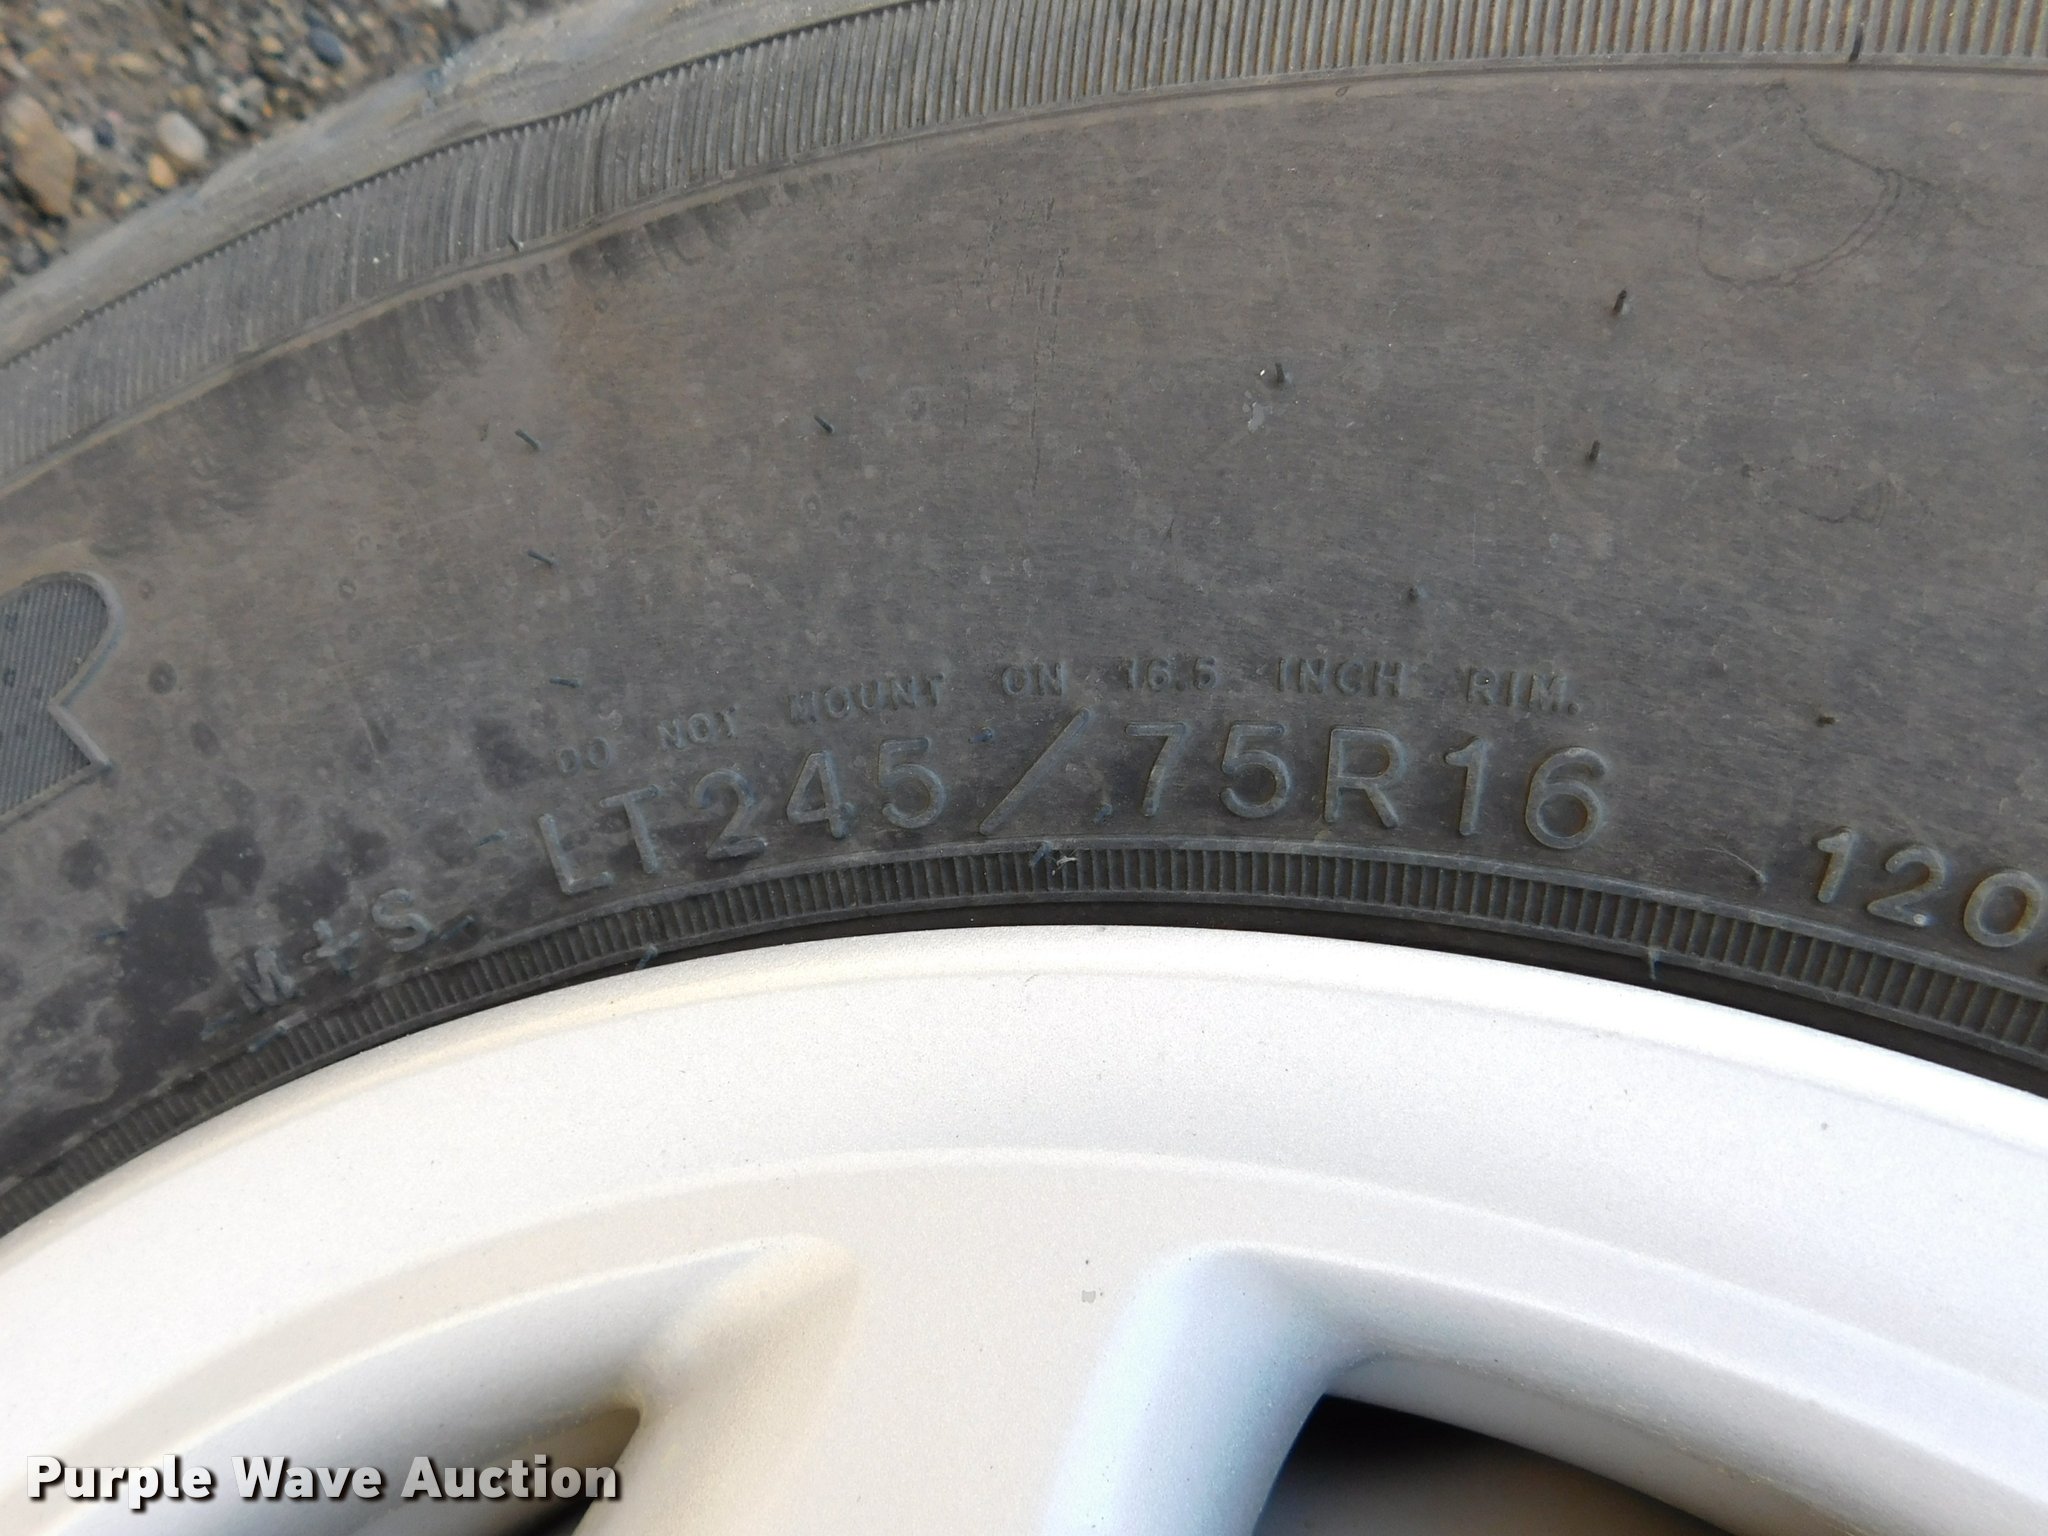 DO NOT MOUNT ON 16.5 INCH RIM.
M+S LT245/75R16 120
Purple Wave Auction